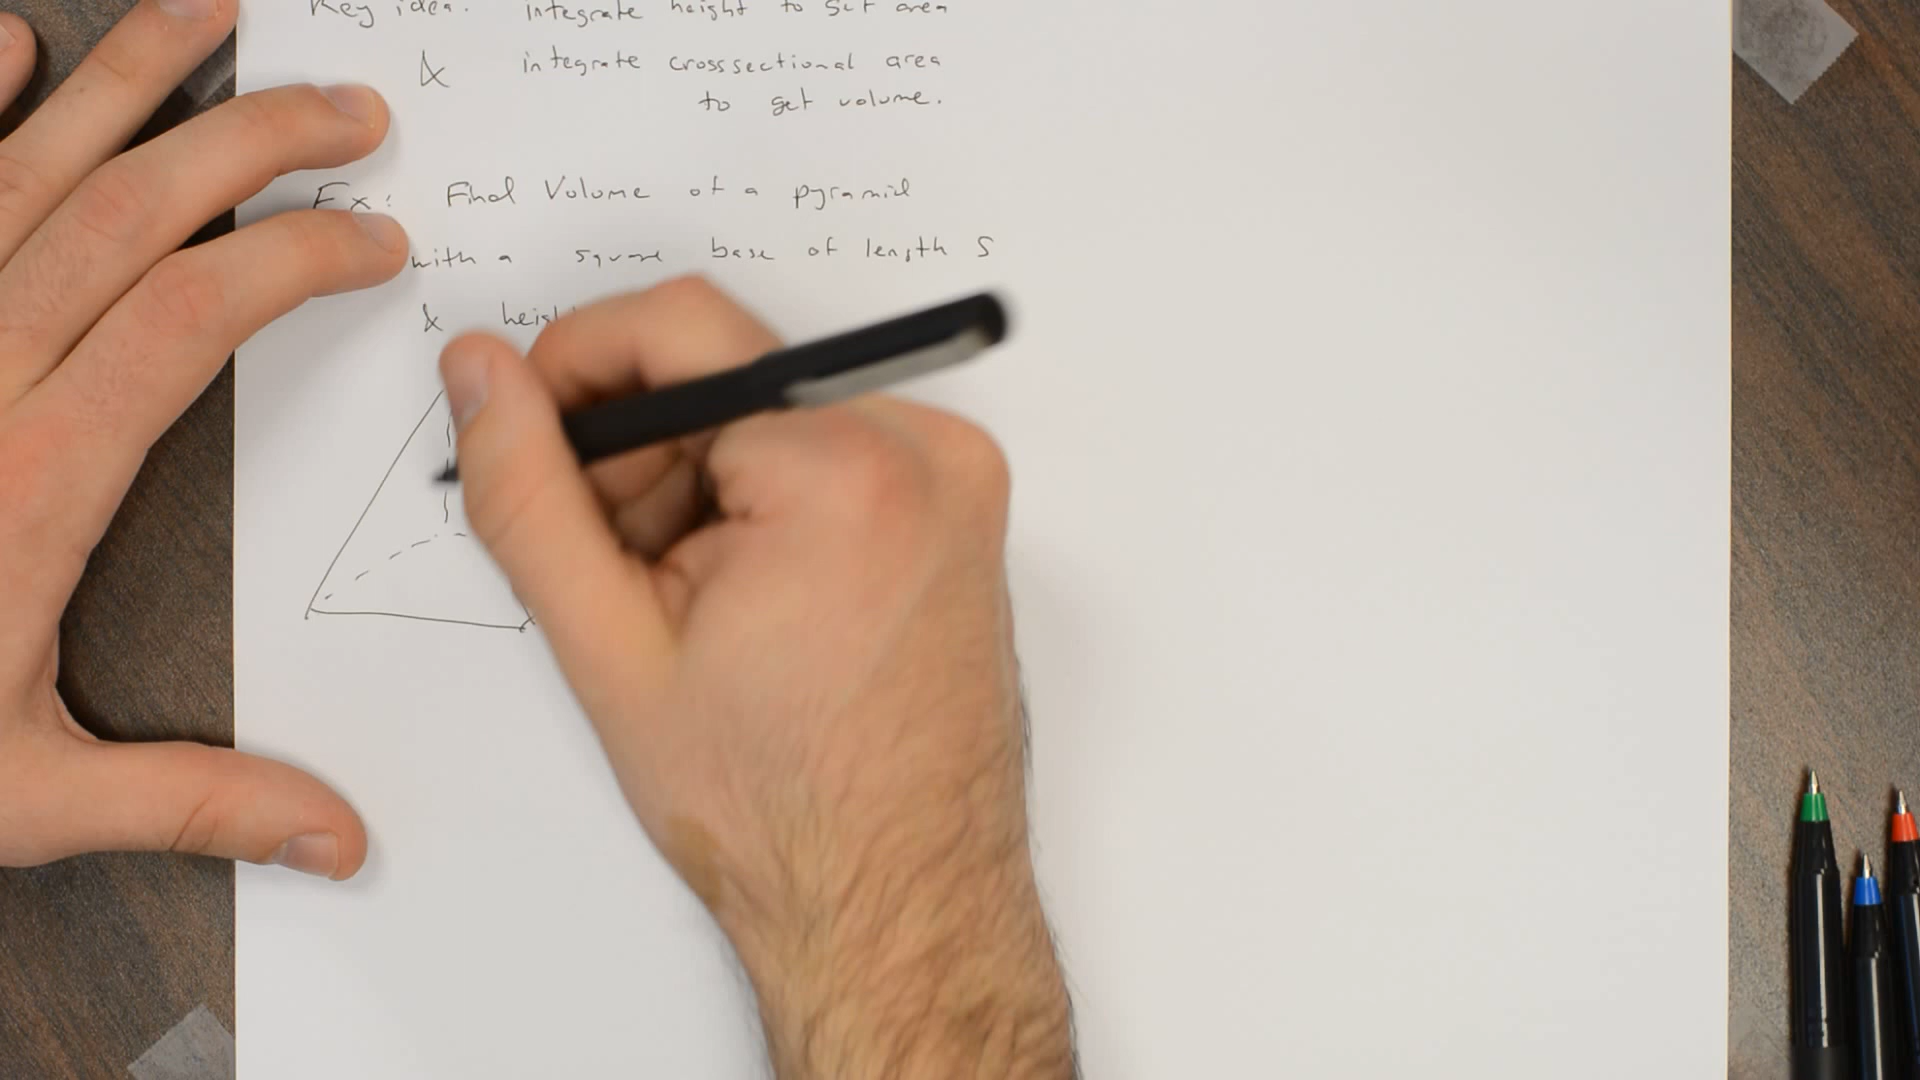 Key idea: integrate height to get area
& integrate crosssectional area
to get volume.
Ex: Find Volume of a pyramid
with a square base of length S
&